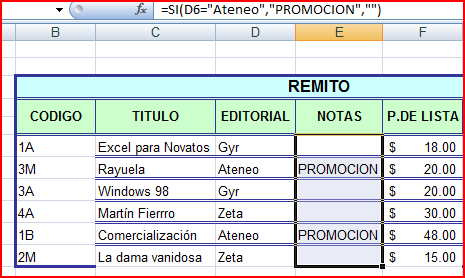 fx =SI(D6="Ateneo","PROMOCION","")
B C D E F
REMITO
CODIGO TITULO EDITORIAL NOTAS P.DE LISTA
1A Excel para Novatos Gyr $ 18.00
3M Rayuela Ateneo PROMOCION $ 20.00
3A Windows 98 Gyr $ 20.00
4A Martín Fierrro Zeta $ 30.00
1B Comercialización Ateneo PROMOCION $ 48.00
2M La dama vanidosa Zeta $ 15.00